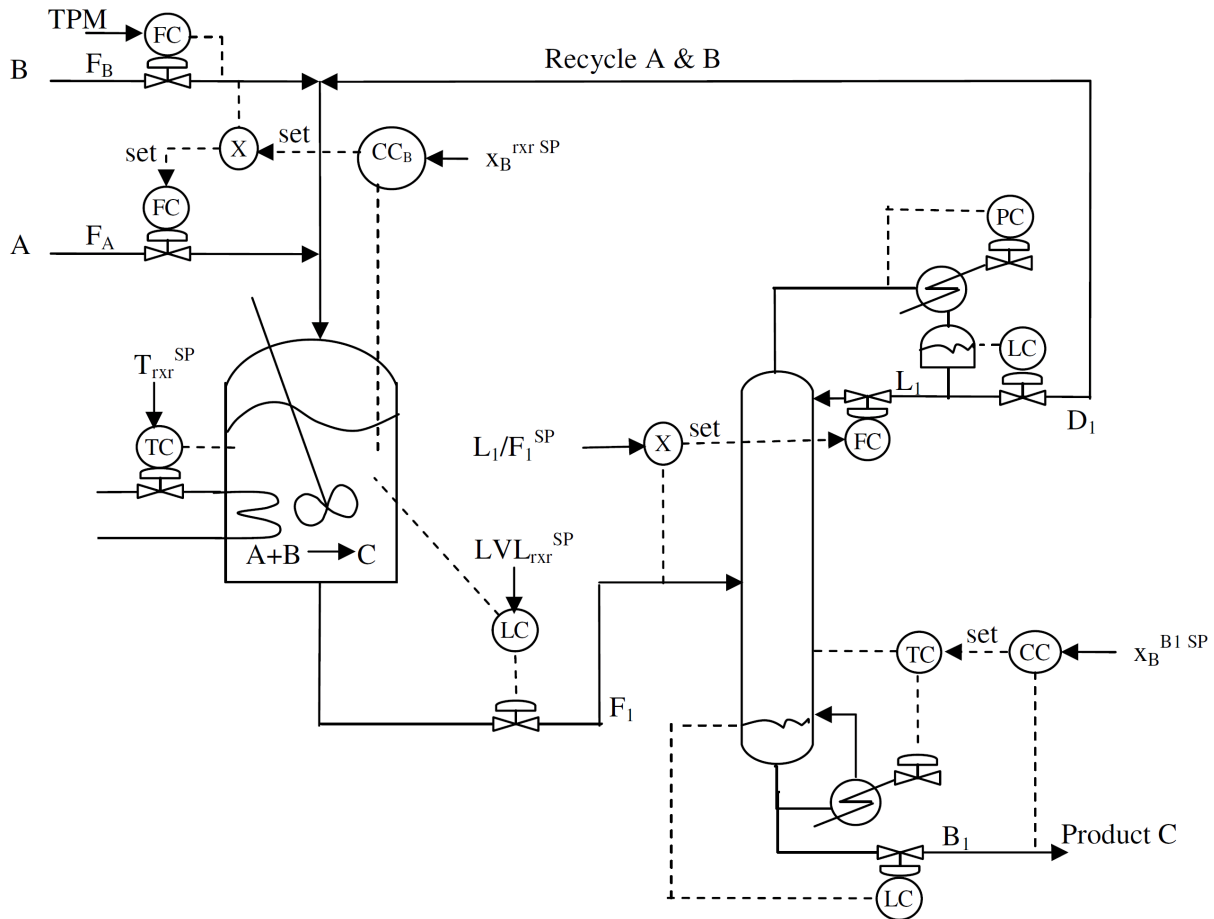 TPM
FC
B
F_B
Recycle A & B
set
X
set
CC_B
x_B^rxr SP
FC
A
F_A
PC
T_rxr^SP
LC
L_1
D_1
TC
L_1/F_1^SP
X
set
FC
A+B → C
LVL_rxr^SP
LC
F_1
TC
set
CC
x_B^B1 SP
B_1
Product C
LC